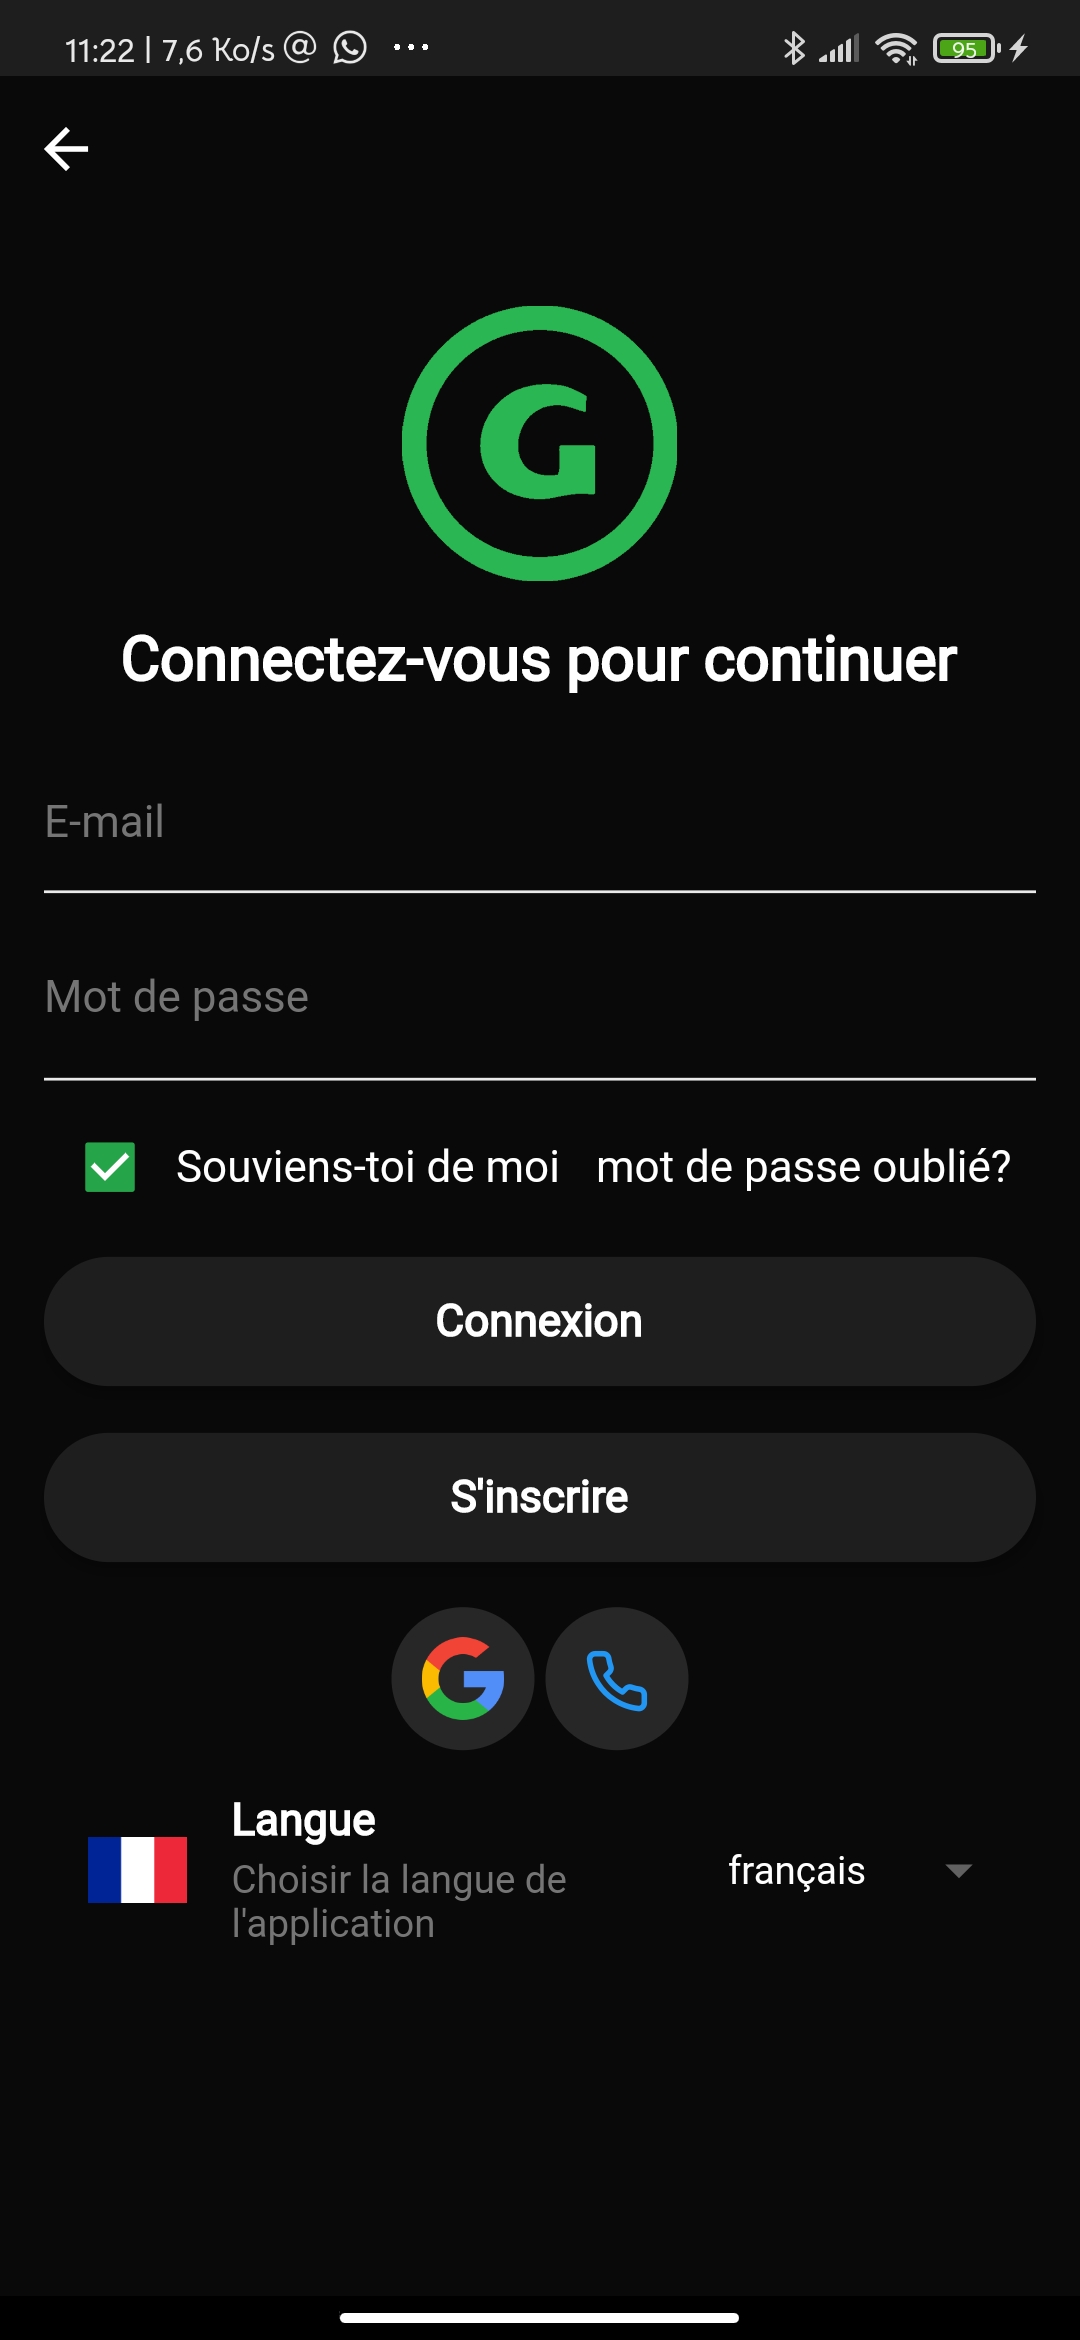 11:22 | 7,6 Ko/s
95
G
Connectez-vous pour continuer
E-mail
Mot de passe
Souviens-toi de moi mot de passe oublié?
Connexion
S'inscrire
Langue
Choisir la langue de
l'application
français